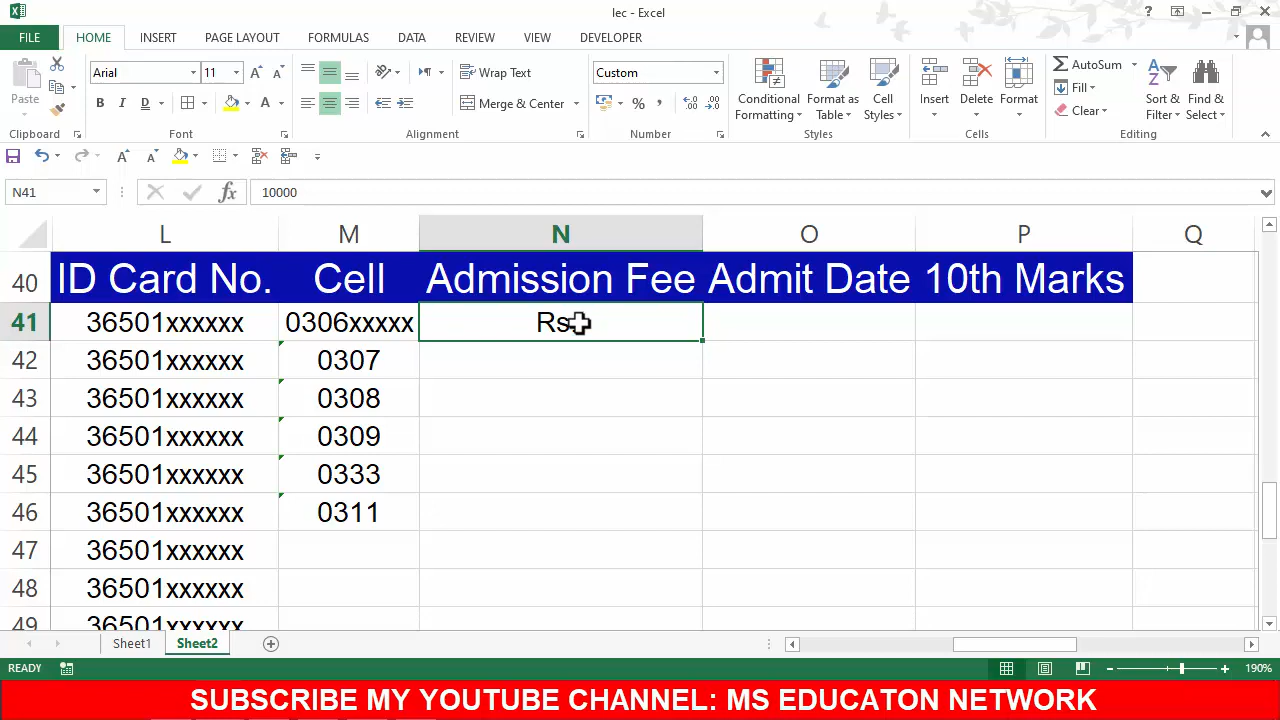 lec - Excel
FILE HOME INSERT PAGE LAYOUT FORMULAS DATA REVIEW VIEW DEVELOPER
Arial 11 Wrap Text Custom AutoSum
Paste Conditional Formatting Format as Table Cell Styles Insert Delete Format Fill Sort & Filter Find & Select
B I D Merge & Center % , Clear
Clipboard Font Alignment Number Styles Cells Editing
N41 fx 10000
L M N O P Q
40 ID Card No. Cell Admission Fee Admit Date 10th Marks
41 36501xxxxxx 0306xxxxx Rs
42 36501xxxxxx 0307
43 36501xxxxxx 0308
44 36501xxxxxx 0309
45 36501xxxxxx 0333
46 36501xxxxxx 0311
47 36501xxxxxx
48 36501xxxxxx
49 36501xxxxxx
Sheet1 Sheet2
READY 190%
SUBSCRIBE MY YOUTUBE CHANNEL: MS EDUCATON NETWORK